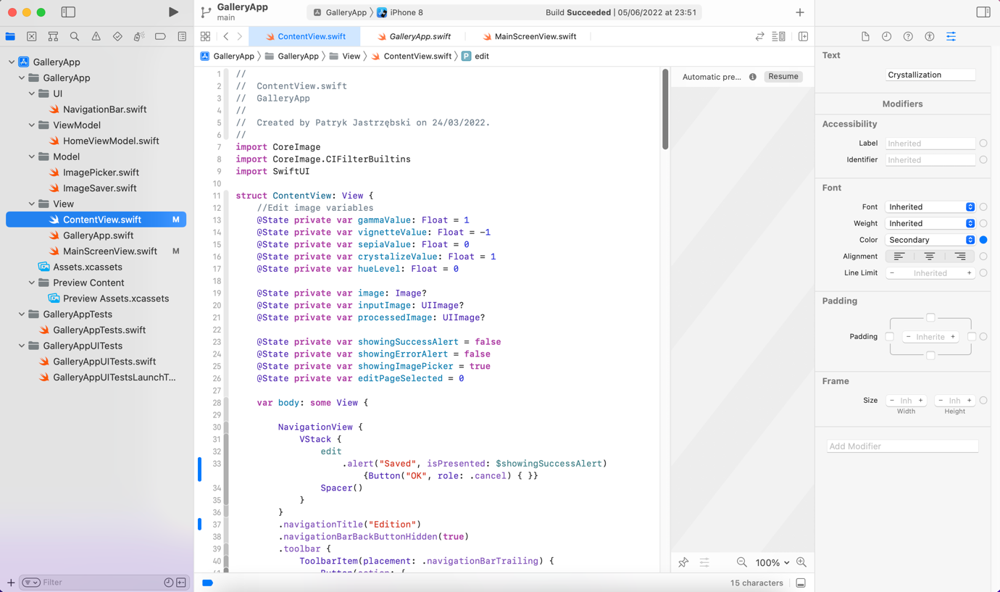 GalleryApp
main
GalleryApp 〉 iPhone 8
Build Succeeded | 05/06/2022 at 23:51
ContentView.swift
GalleryApp.swift
MainScreenView.swift
GalleryApp 〉 GalleryApp 〉 View 〉 ContentView.swift 〉 P edit
GalleryApp
GalleryApp
UI
NavigationBar.swift
ViewModel
HomeViewModel.swift
Model
ImagePicker.swift
ImageSaver.swift
View
ContentView.swift M
GalleryApp.swift
MainScreenView.swift M
Assets.xcassets
Preview Content
Preview Assets.xcassets
GalleryAppTests
GalleryAppTests.swift
GalleryAppUITests
GalleryAppUITests.swift
GalleryAppUITestsLaunchT...
Filter
1 //
2 //  ContentView.swift
3 //  GalleryApp
4 //
5 //  Created by Patryk Jastrzębski on 24/03/2022.
6 //
7 import CoreImage
8 import CoreImage.CIFilterBuiltins
9 import SwiftUI
10
11 struct ContentView: View {
12     //Edit image variables
13     @State private var gammaValue: Float = 1
14     @State private var vignetteValue: Float = -1
15     @State private var sepiaValue: Float = 0
16     @State private var crystalizeValue: Float = 1
17     @State private var hueLevel: Float = 0
18
19     @State private var image: Image?
20     @State private var inputImage: UIImage?
21     @State private var processedImage: UIImage?
22
23     @State private var showingSuccessAlert = false
24     @State private var showingErrorAlert = false
25     @State private var showingImagePicker = true
26     @State private var editPageSelected = 0
27
28     var body: some View {
29
30         NavigationView {
31             VStack {
32                 edit
33                     .alert("Saved", isPresented: $showingSuccessAlert)
                        {Button("OK", role: .cancel) { }}
34                 Spacer()
35             }
36         }
37         .navigationTitle("Edition")
38         .navigationBarBackButtonHidden(true)
39         .toolbar {
40             ToolbarItem(placement: .navigationBarTrailing) {
41                 Button(action: {
15 characters
Automatic pre... Resume
100%
Text
Crystallization
Modifiers
Accessibility
Label Inherited
Identifier Inherited
Font
Font Inherited
Weight Inherited
Color Secondary
Alignment
Line Limit − Inherited +
Padding
Padding − Inherite +
Frame
Size − Inh + − Inh +
Width Height
Add Modifier